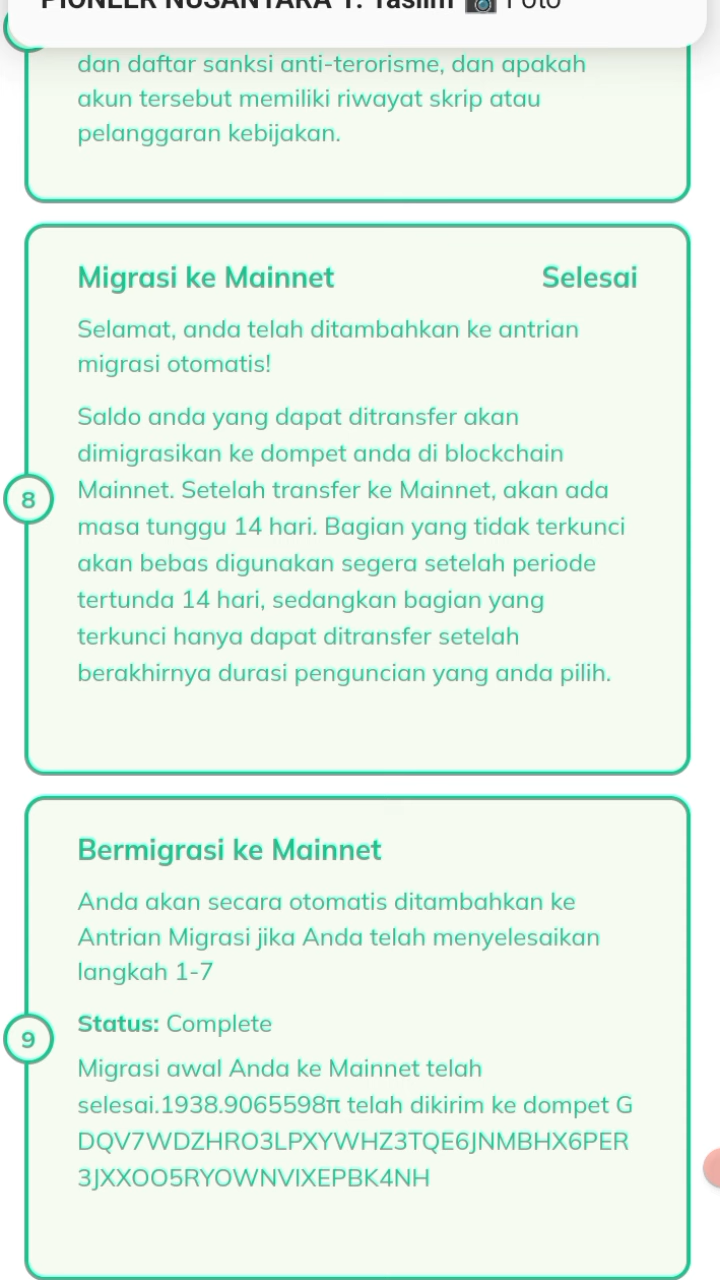 PIONEER NUSANTARA 1: Taslim 📷 Foto
dan daftar sanksi anti-terorisme, dan apakah
akun tersebut memiliki riwayat skrip atau
pelanggaran kebijakan.
Migrasi ke Mainnet Selesai
Selamat, anda telah ditambahkan ke antrian
migrasi otomatis!
Saldo anda yang dapat ditransfer akan
dimigrasikan ke dompet anda di blockchain
8 Mainnet. Setelah transfer ke Mainnet, akan ada
masa tunggu 14 hari. Bagian yang tidak terkunci
akan bebas digunakan segera setelah periode
tertunda 14 hari, sedangkan bagian yang
terkunci hanya dapat ditransfer setelah
berakhirnya durasi penguncian yang anda pilih.
Bermigrasi ke Mainnet
Anda akan secara otomatis ditambahkan ke
Antrian Migrasi jika Anda telah menyelesaikan
langkah 1-7
9 Status: Complete
Migrasi awal Anda ke Mainnet telah
selesai.1938.9065598π telah dikirim ke dompet G
DQV7WDZHRO3LPXYWHZ3TQE6JNMBHX6PER
3JXXOO5RYOWNVIXEPBK4NH